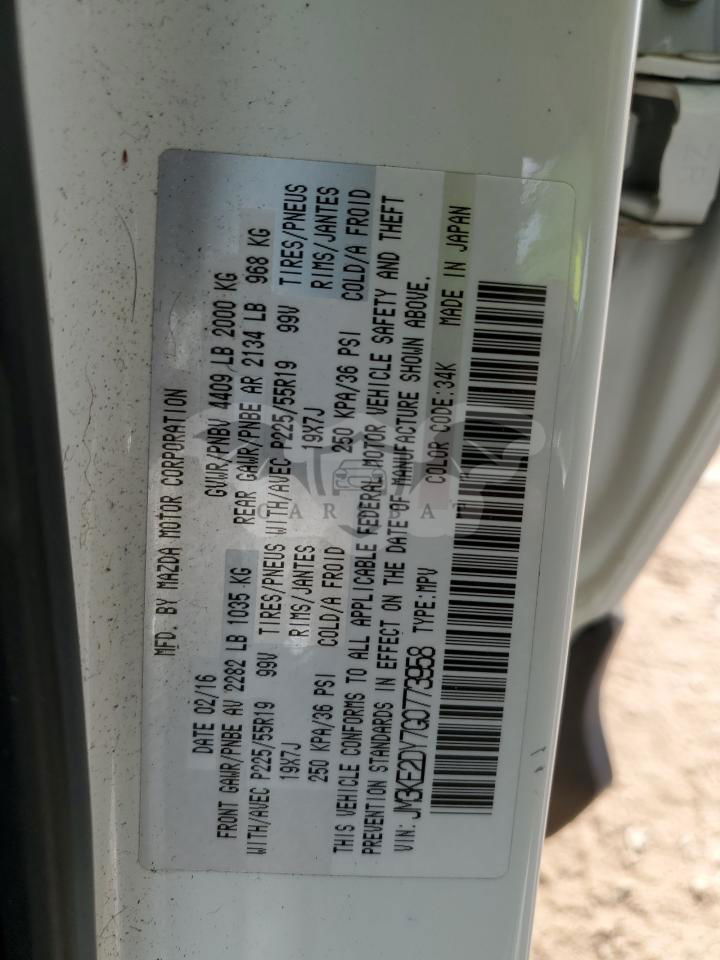 MFD. BY MAZDA MOTOR CORPORATION
DATE 02/16 GVWR/PNBV 4409 LB 2000 KG
FRONT GAWR/PNBE AV 2282 LB 1035 KG REAR GAWR/PNBE AR 2134 LB 968 KG
WITH/AVEC P225/55R19 99V TIRES/PNEUS WITH/AVEC P225/55R19 99V TIRES/PNEUS
19X7J RIMS/JANTES 19X7J RIMS/JANTES
250 KPA/36 PSI COLD/A FROID 250 KPA/36 PSI COLD/A FROID
THIS VEHICLE CONFORMS TO ALL APPLICABLE FEDERAL MOTOR VEHICLE SAFETY AND THEFT
PREVENTION STANDARDS IN EFFECT ON THE DATE OF MANUFACTURE SHOWN ABOVE.
VIN: JM3KE2DY7G0773958 TYPE:MPV COLOR CODE:34K MADE IN JAPAN